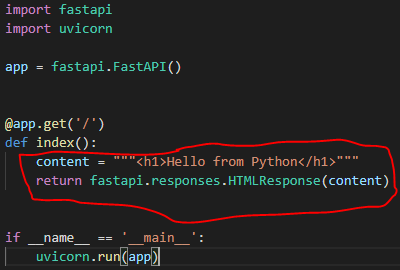 import fastapi
import uvicorn
app = fastapi.FastAPI()
@app.get('/')
def index():
    content = """<h1>Hello from Python</h1>"""
    return fastapi.responses.HTMLResponse(content)
if __name__ == '__main__':
    uvicorn.run(app)